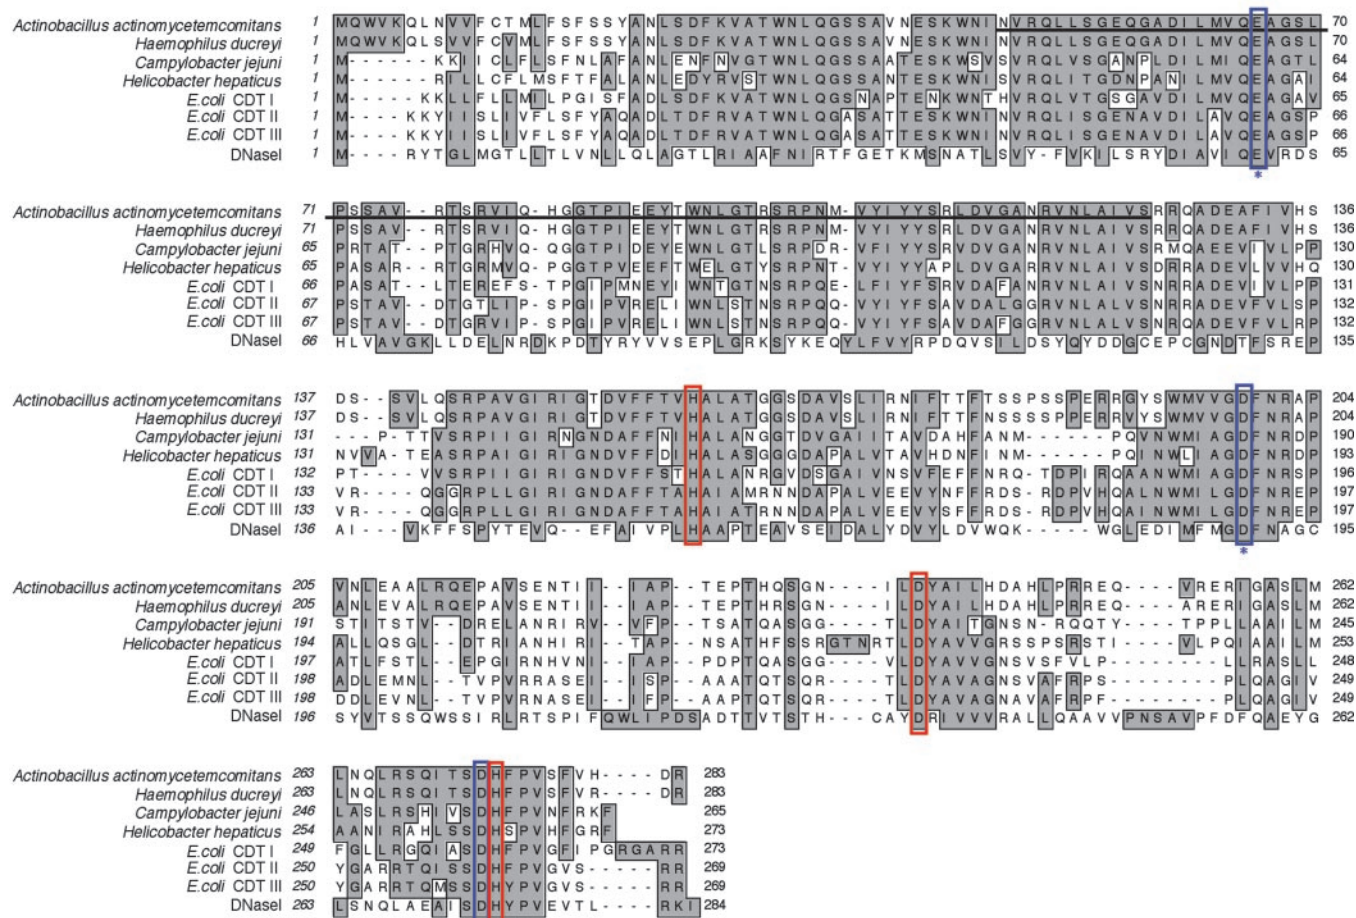 Actinobacillus actinomycetemcomitans 1 MQWVKQLNVVFCTMLFSFSSYANLSDFKVATWNLQGSSAVNESKWNINVRQLLSGEQGADILMVQEAGSL 70
Haemophilus ducreyi 1 MQWVKQLSVVFCVMLFSFSSYANLSDFKVATWNLQGSSAVNESKWNINVRQLLSGEQGADILMVQEAGSL 70
Campylobacter jejuni 1 M------KKIICLFLSFNLAFANLENFNVGTWNLQGSSAATESKWSVSVRQLVSGANPLDILMIQEAGTL 64
Helicobacter hepaticus 1 M------RILLCFLMSFTFALANLEDYRVSTWNLQGSSANTESKWNISVRQLITGDNPANILMVQEAGAI 64
E.coli CDT I 1 M-----KKLLFLLMILPGISFADLSDFKVATWNLQGSNAPTENKWNTHVRQLVTGSGAVDILMVQEAGAV 65
E.coli CDT II 1 M----KKYIISLIVFLSFYAQADLTDFRVATWNLQGASATTESKWNINVRQLISGENAVDILAVQEAGSP 66
E.coli CDT III 1 M----KKYIISLIVFLSFYAQADLTDFRVATWNLQGSSATTESKWNINVRQLISGENAVDILAVQEAGSP 66
DNaseI 1 M----RYTGLMGTLLTLVNLLQLAGTLRIAAFNIRTFGETKMSNATLSVY-FVKILSRYDIAVIQEVRDS 65
*
Actinobacillus actinomycetemcomitans 71 PSSAV--RTSRVIQ-HGGTPIEEYTWNLGTRSRPNM-VYIYYSRLDVGANRVNLAIVSRRQADEAFIVHS 136
Haemophilus ducreyi 71 PSSAV--RTSRVIQ-HGGTPIEEYTWNLGTRSRPNM-VYIYYSRLDVGANRVNLAIVSRRQADEAFIVHS 136
Campylobacter jejuni 65 PRTAT--PTGRHVQ-QGGTPIDEYEWNLGTLSRPDR-VFIYYSRVDVGANRVNLAIVSRMQAEEVIVLPP 130
Helicobacter hepaticus 65 PASAR--RTGRMVQ-PGGTPVEEFTWELGTYSRPNT-VYIYYAPLDVGARRVNLAIVSDRRADEVLVVHQ 130
E.coli CDT I 66 PASAT--LTEREFS-TPGIPMNEYIWNTGTNSRPQE-LFIYFSRVDAFANRVNLAIVSNRRADEVIVLPP 131
E.coli CDT II 67 PSTAV--DTGTLIP-SPGIPVRELIWNLSTNSRPQQ-VYIYFSAVDALGGRVNLALVSNRRADEVFVLSP 132
E.coli CDT III 67 PSTAV--DTGRVIP-SPGIPVRELIWNLSTNSRPQQ-VYIYFSAVDAFGGRVNLALVSNRQADEVFVLRP 132
DNaseI 66 HLVAVGKLLDELNRDKPDTYRYVVSEPLGRKSYKEQYLFVYRPDQVSILDSYQYDDGCEPCGNDTFSREP 135
Actinobacillus actinomycetemcomitans 137 DS--SVLQSRPAVGIRIGTDVFFTVHALATGGSDAVSLIRNIFTTFTSSPSSPERRGYSWMVVGDFNRAP 204
Haemophilus ducreyi 137 DS--SVLQSRPAVGIRIGTDVFFTVHALATGGSDAVSLIRNIFTTFNSSSSSPERRGYSWMVVGDFNRAP 204
Campylobacter jejuni 131 ---P-TTVSRPIIGIRNGNDAFFNIHALANGGTDVGAIITAVDAHFANM------PQVNWMIAGDFNRDP 190
Helicobacter hepaticus 131 NVVA-TEASRPAIGIRIGNDVFFDIHALASGGGDAPALVTAVHDNFINM------PQINWLIAGDFNRDP 193
E.coli CDT I 132 PT----VVSRPIIGIRIGNDVFFSTHALANRGVDSGAIVNSVFEFFNRQ-TDPIRQAANWMIAGDFNRSP 196
E.coli CDT II 133 VR---QGGRPLLGIRIGNDAFFTAHAIAMRNNDAPALVEEVYNFFRDS-RDPVHQALNWMILGDFNREP 197
E.coli CDT III 133 VR---QGGRPLLGIRIGNDAFFTAHAIATRNNDAPALVEEVYSFFRDS-RDPVHQAINWMILGDFNREP 197
DNaseI 136 AI---VKFFSPYTEVQ--EFAIVPLHAAPTEAVSEIDALYDVYLDVWQK-----WGLEDIMFMGDFNAGC 195
*
Actinobacillus actinomycetemcomitans 205 VNLEAALRQEPAVSENTII-IAP--TEPTHQSGN----ILDYAILHDAHLPRREQ----VRERIGASLM 262
Haemophilus ducreyi 205 ANLEVALRQEPAVSENTII-IAP--TEPTHRSGN----ILDYAILHDAHLPRREQ----ARERIGASLM 262
Campylobacter jejuni 191 STITSTV--DRELANRIRV-VFP--TSATQASGG----TLDYAITGNSN-RQQTY----TPPLLAAILM 245
Helicobacter hepaticus 194 ALLQSGL--DTRIANHIRI-TAP--NSATHFSSRGTNRTLDYAVVGRSSPSRSTI----VLPQIAAILM 253
E.coli CDT I 197 ATLFSTL--EPGIRNHVNI-IAP--PDPTQASGG----VLDYAVVGNSVSFVLP------LLRASLL 248
E.coli CDT II 198 ADLEMNL--TVPVRRASEI-ISP--AAATQTSQR----TLDYAVAGNSVAFRPS------PLQAGIV 249
E.coli CDT III 198 DDLEVNL--TVPVRNASEI-IFP--AAPTQTSQR----TLDYAVAGNAVAFRPF------PLQAGIV 249
DNaseI 196 SYVTSSQWSSIRLRTSPIFQWLIPDSADTTVTSTH----CAYDRIVVVRALLQAAVVPNSAVPFDFQAEYG 262
Actinobacillus actinomycetemcomitans 263 LNQLRSQITSDHFPVSFVH----DR 283
Haemophilus ducreyi 263 LNQLRSQITSDHFPVSFVR----DR 283
Campylobacter jejuni 246 LASLRSHIVSDHFPVNFRKF 265
Helicobacter hepaticus 254 AANIRAHLSSDHSPVHFGRF 273
E.coli CDT I 249 FGLLRGQIASDHFPVGFIPGRGARR 273
E.coli CDT II 250 YGARRTQISSDHFPVGVS-----RR 269
E.coli CDT III 250 YGARRTQMSSDHYPVGVS-----RR 269
DNaseI 263 LSNQLAEAISDHYPVEVTL----RKI 284